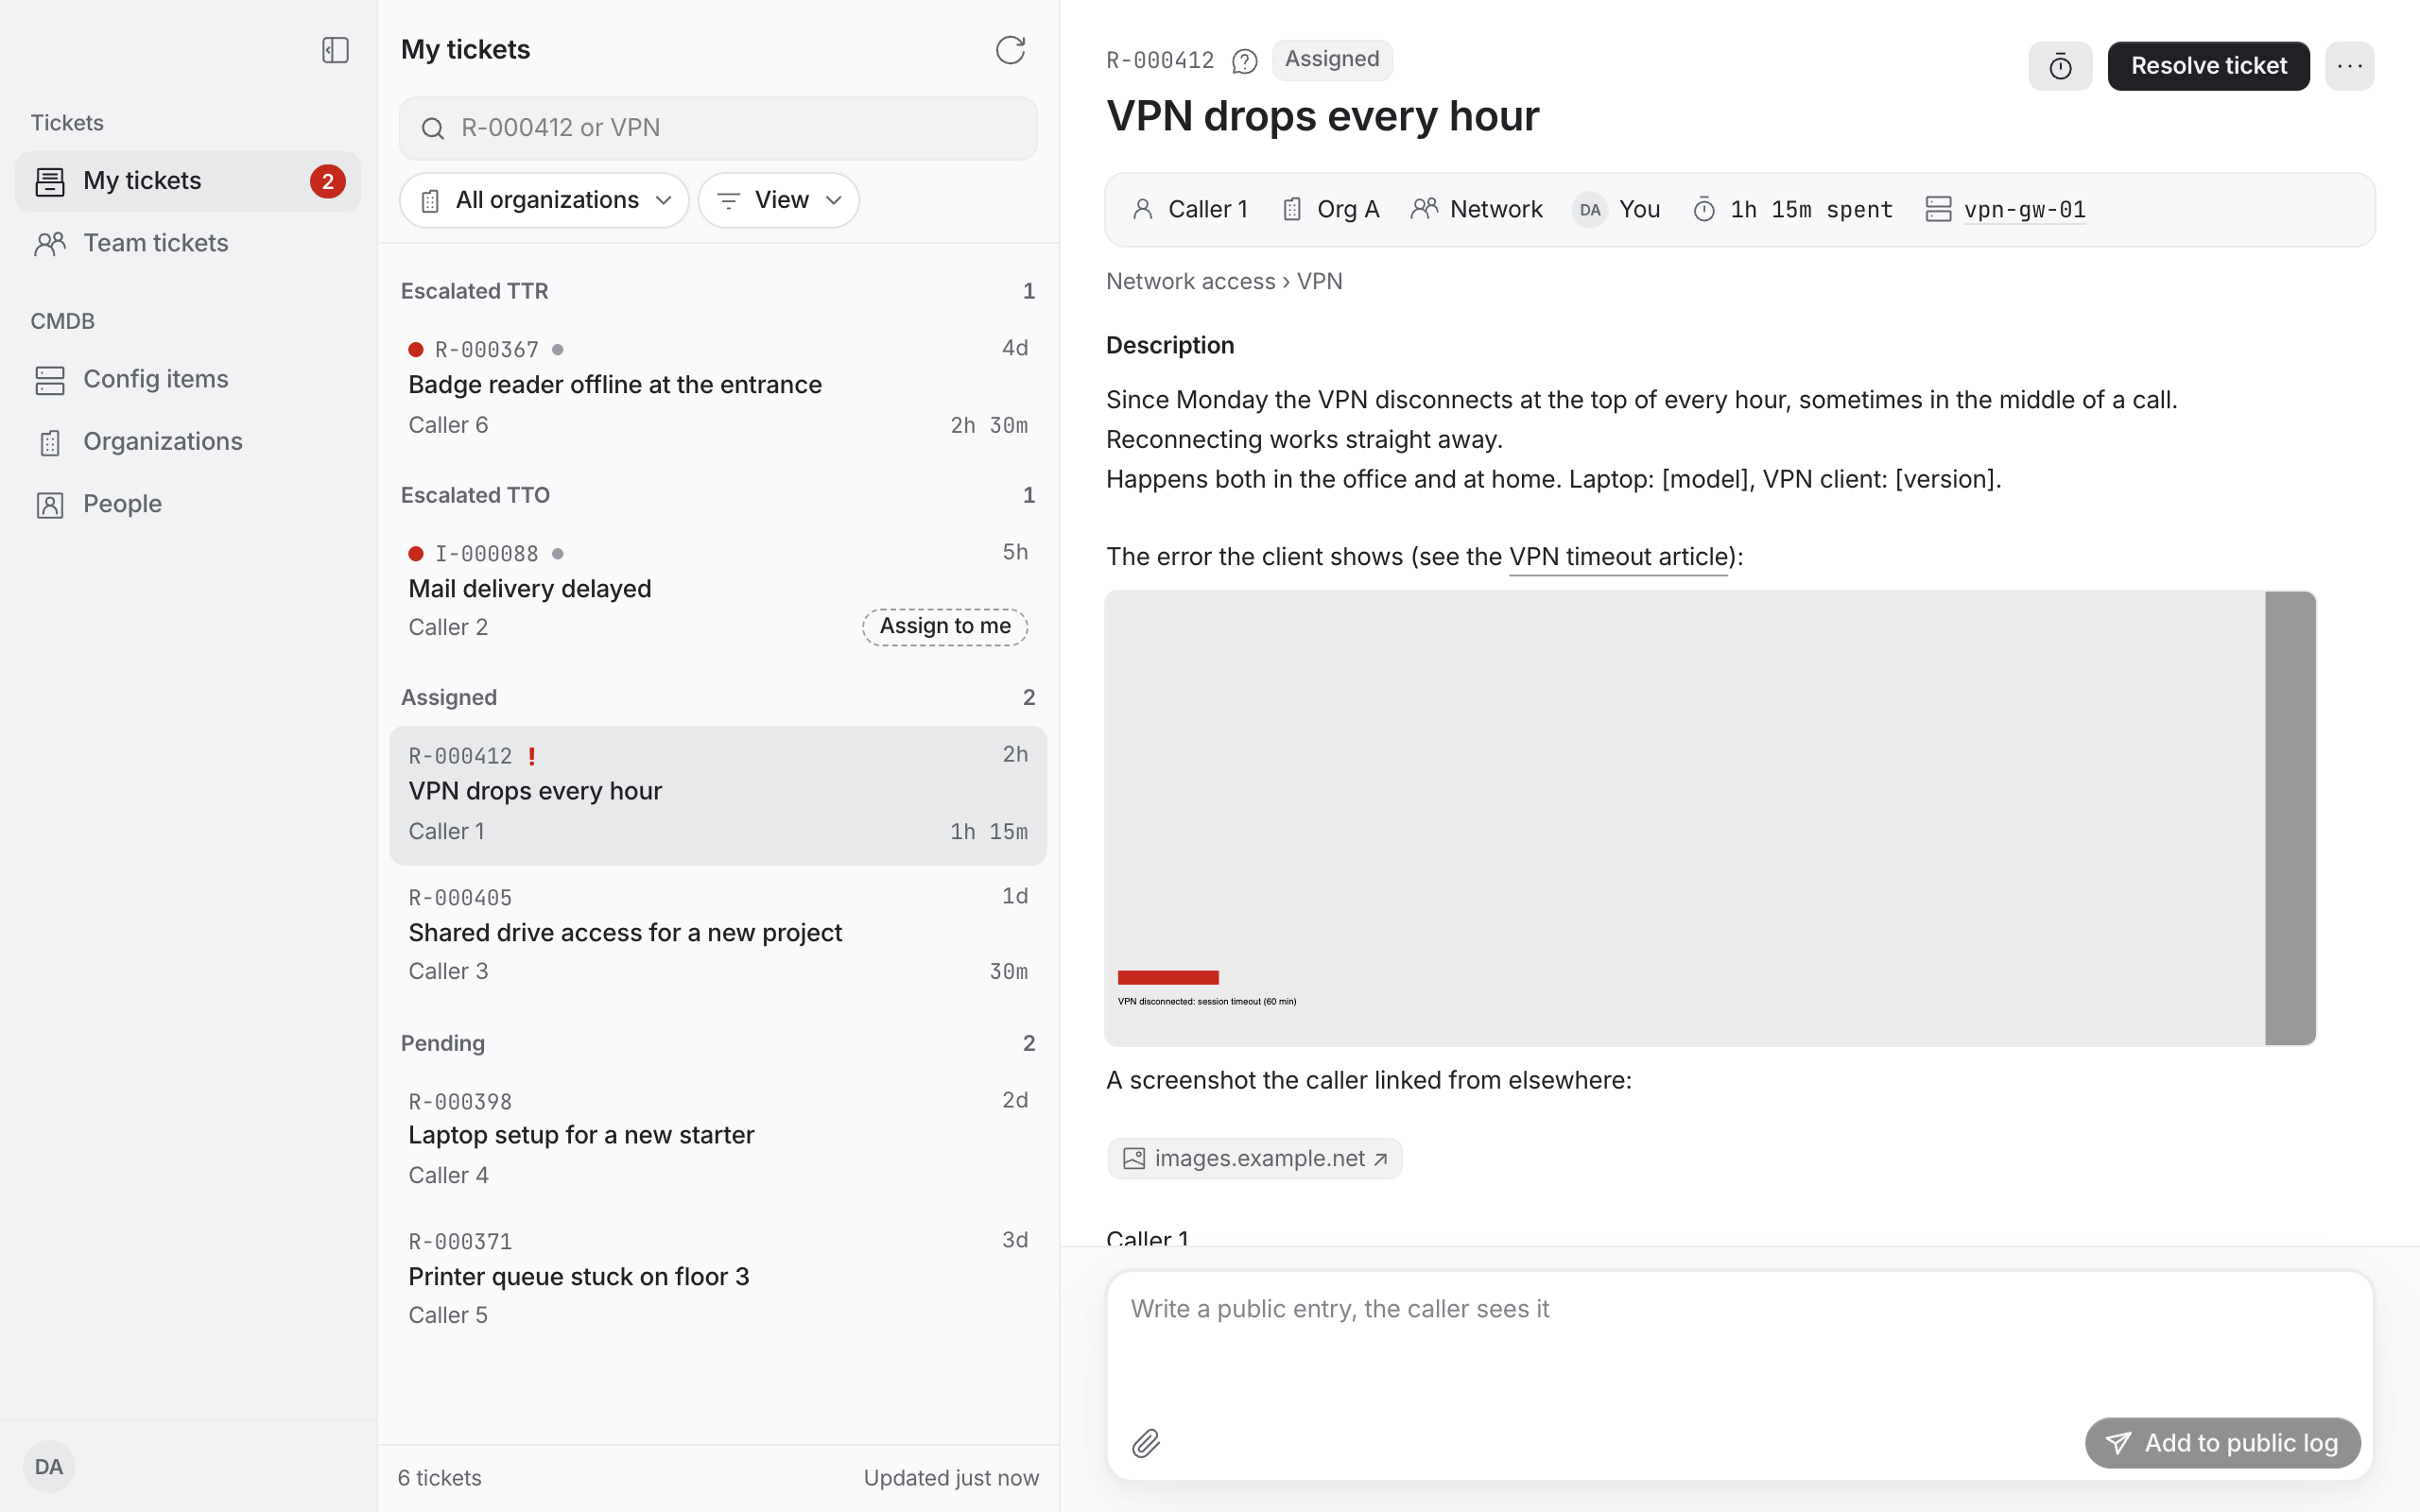 Tickets
My tickets
2
Team tickets
CMDB
Config items
Organizations
People
DA
My tickets
R-000412 or VPN
All organizations
View
Escalated TTR 1
R-000367 4d
Badge reader offline at the entrance
Caller 6 2h 30m
Escalated TTO 1
I-000088 5h
Mail delivery delayed
Caller 2 Assign to me
Assigned 2
R-000412 ! 2h
VPN drops every hour
Caller 1 1h 15m
R-000405 1d
Shared drive access for a new project
Caller 3 30m
Pending 2
R-000398 2d
Laptop setup for a new starter
Caller 4
R-000371 3d
Printer queue stuck on floor 3
Caller 5
6 tickets Updated just now
R-000412 Assigned
Resolve ticket
VPN drops every hour
Caller 1 Org A Network DA You 1h 15m spent vpn-gw-01
Network access › VPN
Description
Since Monday the VPN disconnects at the top of every hour, sometimes in the middle of a call.
Reconnecting works straight away.
Happens both in the office and at home. Laptop: [model], VPN client: [version].
The error the client shows (see the VPN timeout article):
VPN disconnected: session timeout (60 min)
A screenshot the caller linked from elsewhere:
images.example.net ↗
Caller 1
Write a public entry, the caller sees it
Add to public log